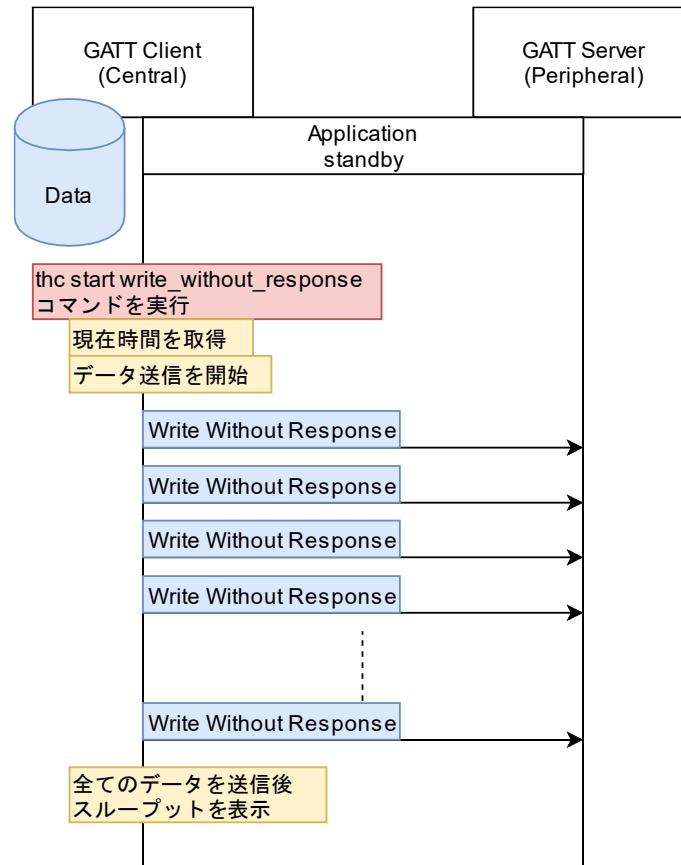 GATT Client
(Central)
GATT Server
(Peripheral)
Application
standby
Data
thc start write_without_response
コマンドを実行
現在時間を取得
データ送信を開始
Write Without Response
Write Without Response
Write Without Response
Write Without Response
Write Without Response
全てのデータを送信後
スループットを表示